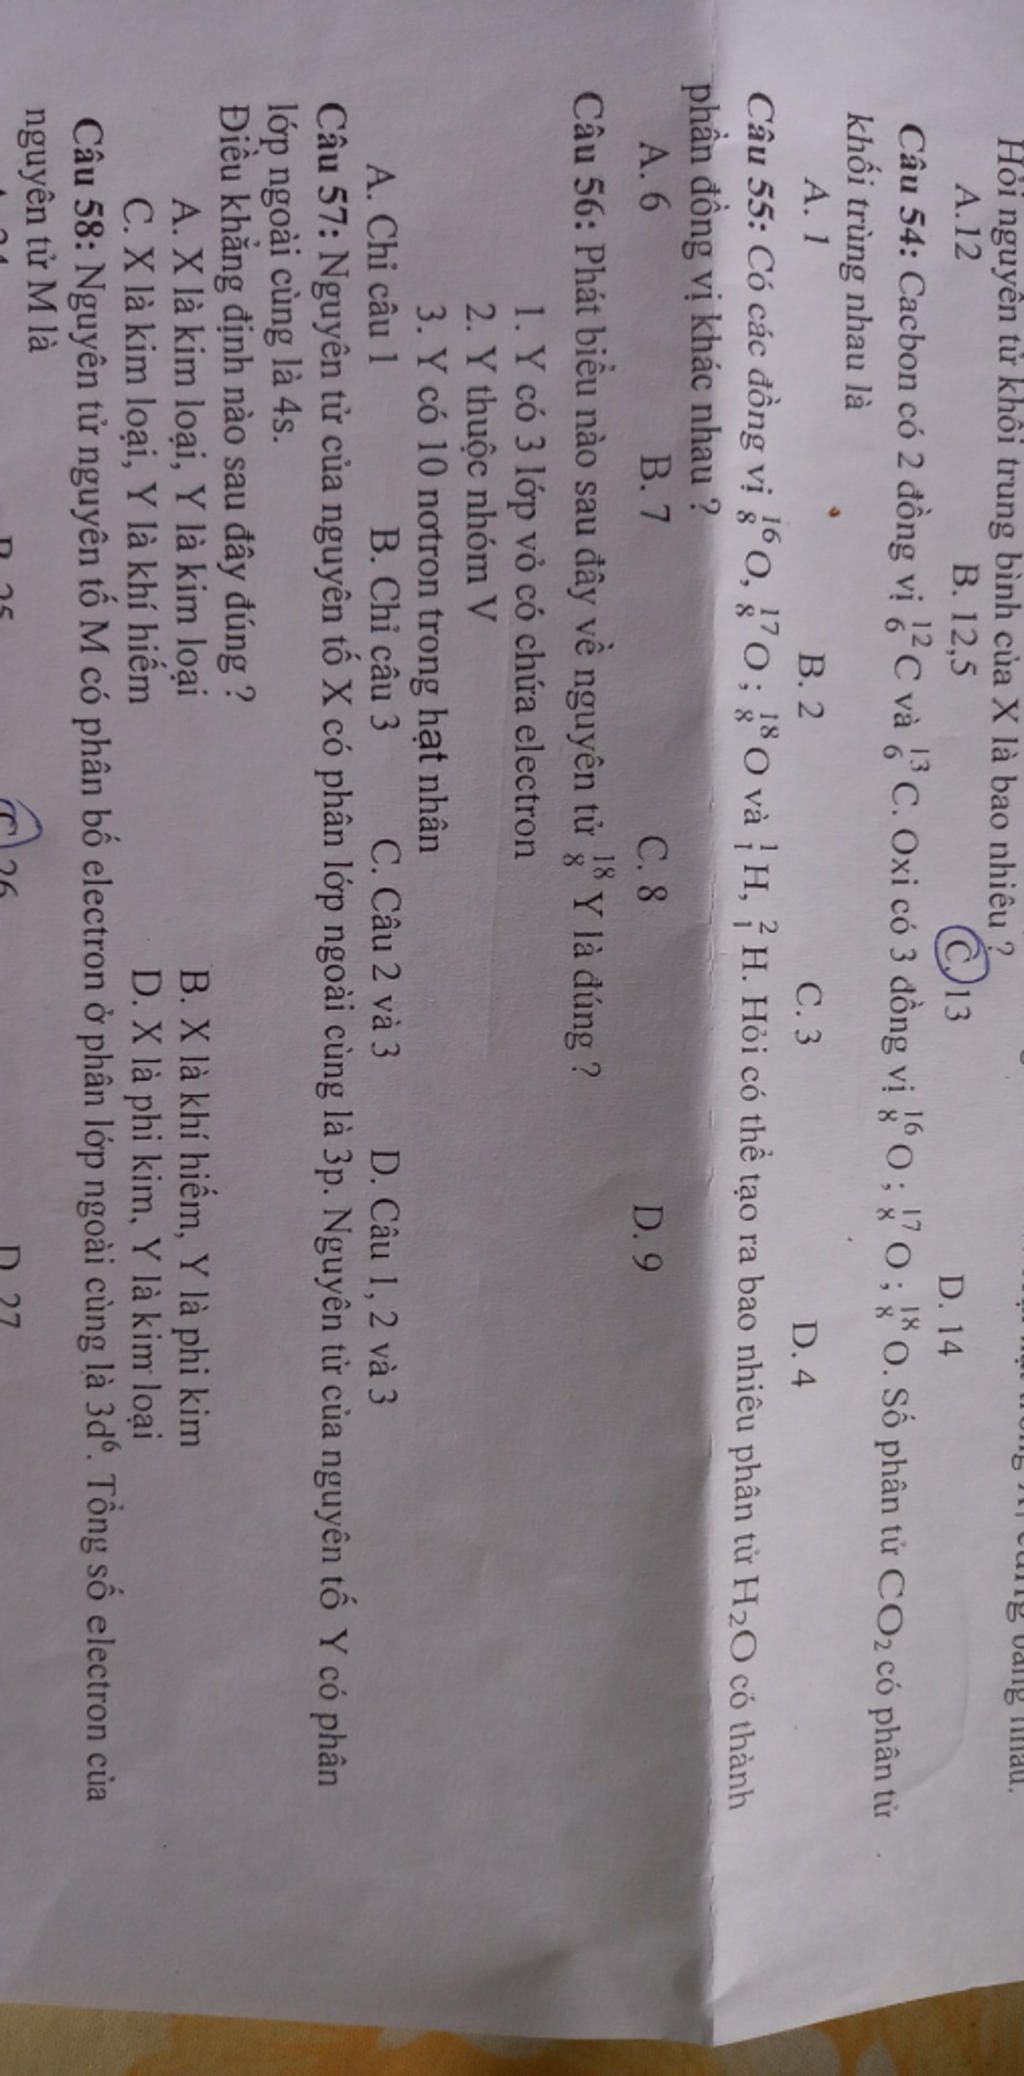 Hỏi nguyên tử khối trung bình của X là bao nhiêu ?
A.12 B. 12,5 C. 13 D. 14
Câu 54: Cacbon có 2 đồng vị ¹²₆C và ¹³₆C. Oxi có 3 đồng vị ¹⁶₈O ; ¹⁷₈O ; ¹⁸₈O. Số phân tử CO₂ có phân tử
khối trùng nhau là
A. 1 B. 2 C. 3 D. 4
Câu 55: Có các đồng vị ¹⁶₈O, ¹⁷₈O ; ¹⁸₈O và ¹₁H, ²₁H. Hỏi có thể tạo ra bao nhiêu phân tử H₂O có thành
phần đồng vị khác nhau ?
A. 6 B. 7 C. 8 D. 9
Câu 56: Phát biểu nào sau đây về nguyên tử ¹⁸₈Y là đúng ?
1. Y có 3 lớp vỏ có chứa electron
2. Y thuộc nhóm V
3. Y có 10 nơtron trong hạt nhân
A. Chỉ câu 1 B. Chỉ câu 3 C. Câu 2 và 3 D. Câu 1, 2 và 3
Câu 57: Nguyên tử của nguyên tố X có phân lớp ngoài cùng là 3p. Nguyên tử của nguyên tố Y có phân
lớp ngoài cùng là 4s.
Điều khẳng định nào sau đây đúng ?
A. X là kim loại, Y là kim loại B. X là khí hiếm, Y là phi kim
C. X là kim loại, Y là khí hiếm D. X là phi kim, Y là kim loại
Câu 58: Nguyên tử nguyên tố M có phân bố electron ở phân lớp ngoài cùng là 3d⁶. Tổng số electron của
nguyên tử M là
C 26 D. 27